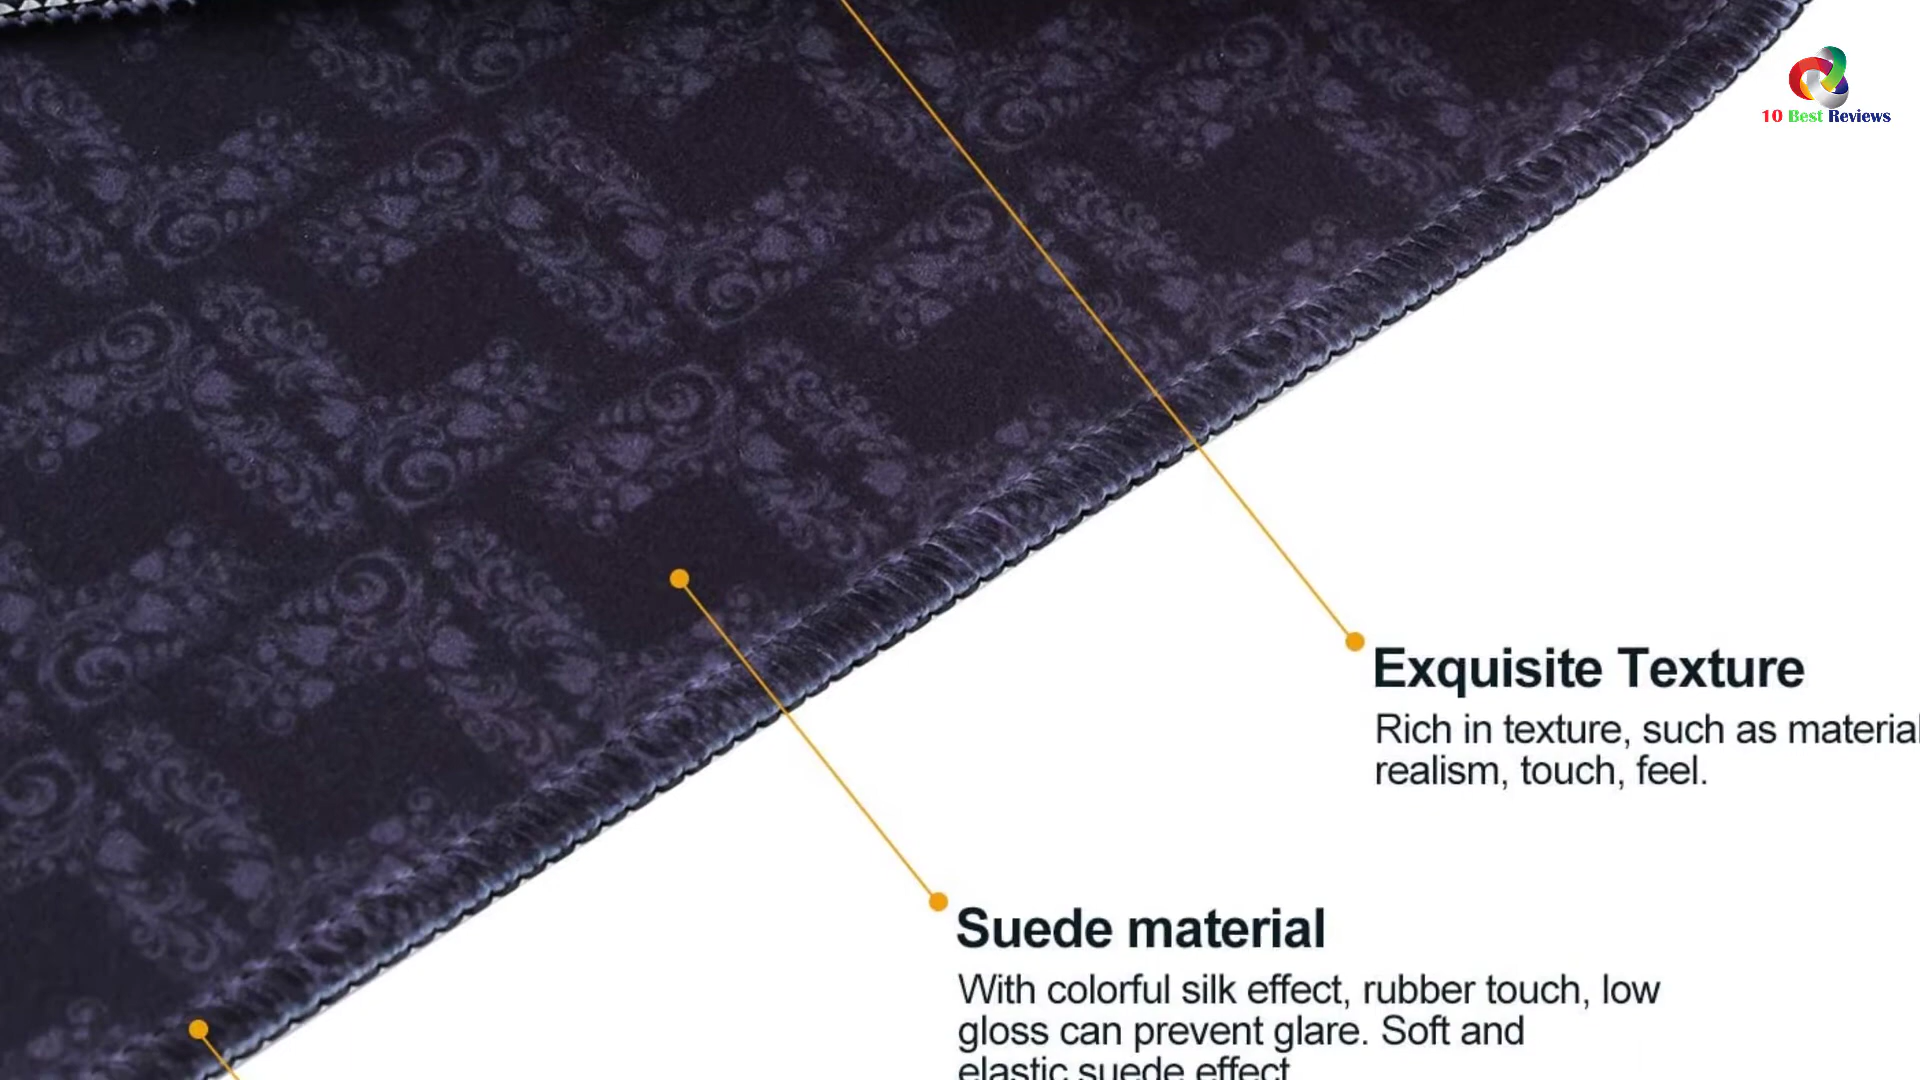 10 Best Reviews
Exquisite Texture
Rich in texture, such as material
realism, touch, feel.
Suede material
With colorful silk effect, rubber touch, low
gloss can prevent glare. Soft and
elastic suede effect